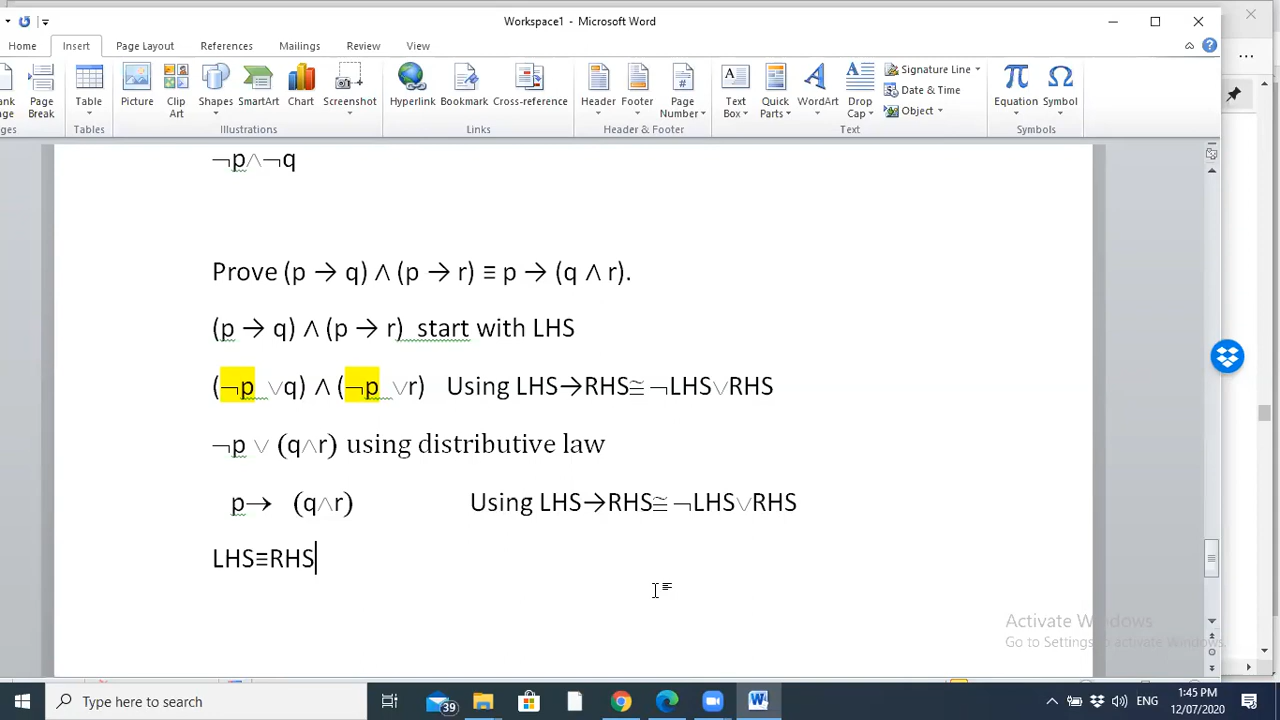 Workspace1 - Microsoft Word
Home Insert Page Layout References Mailings Review View
Page Break
Table
Picture
Clip Art
Shapes
SmartArt
Chart
Screenshot
Hyperlink
Bookmark
Cross-reference
Header
Footer
Page Number
Text Box
Quick Parts
WordArt
Drop Cap
Signature Line
Date & Time
Object
Equation
Symbol
Tables Illustrations Links Header & Footer Text Symbols
¬p∧¬q
Prove (p → q) ∧ (p → r) ≡ p → (q ∧ r).
(p → q) ∧ (p → r) start with LHS
(¬p ∨q) ∧ (¬p ∨r) Using LHS→RHS≅ ¬LHS∨RHS
¬p ∨ (q∧r) using distributive law
p→ (q∧r) Using LHS→RHS≅ ¬LHS∨RHS
LHS≡RHS
Activate Windows
Go to Settings to activate Windows.
Type here to search
39
ENG
1:45 PM
12/07/2020